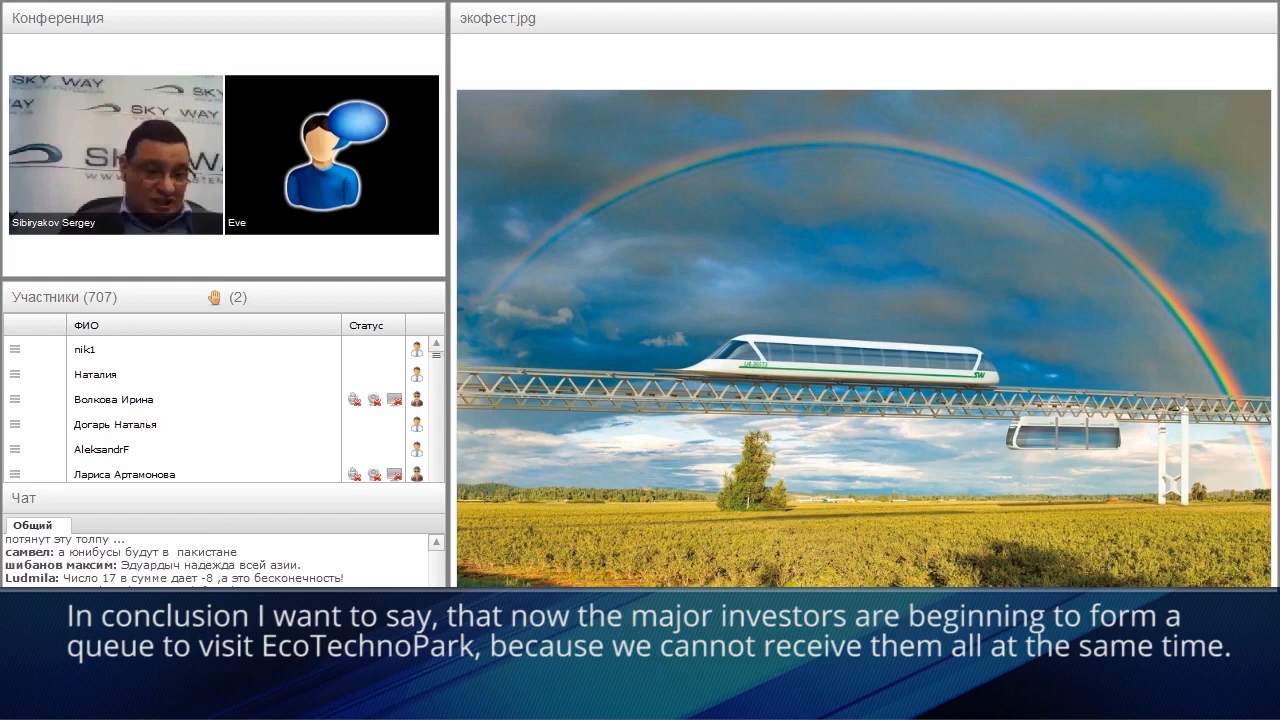 Конференция
SKY WAY
SKY WAY
Sibiryakov Sergey
Eve
Участники (707)
(2)
ФИО
Статус
nik1
Наталия
Волкова Ирина
Догарь Наталья
AleksandrF
Лариса Артамонова
Чат
Общий
потянут эту толпу ...
самвел: а юнибусы будут в пакистане
шибанов максим: Эдуардыч надежда всей азии.
Ludmila: Число 17 в сумме дает -8 ,а это бесконечность!
экофест.jpg
SW
In conclusion I want to say, that now the major investors are beginning to form a
queue to visit EcoTechnoPark, because we cannot receive them all at the same time.